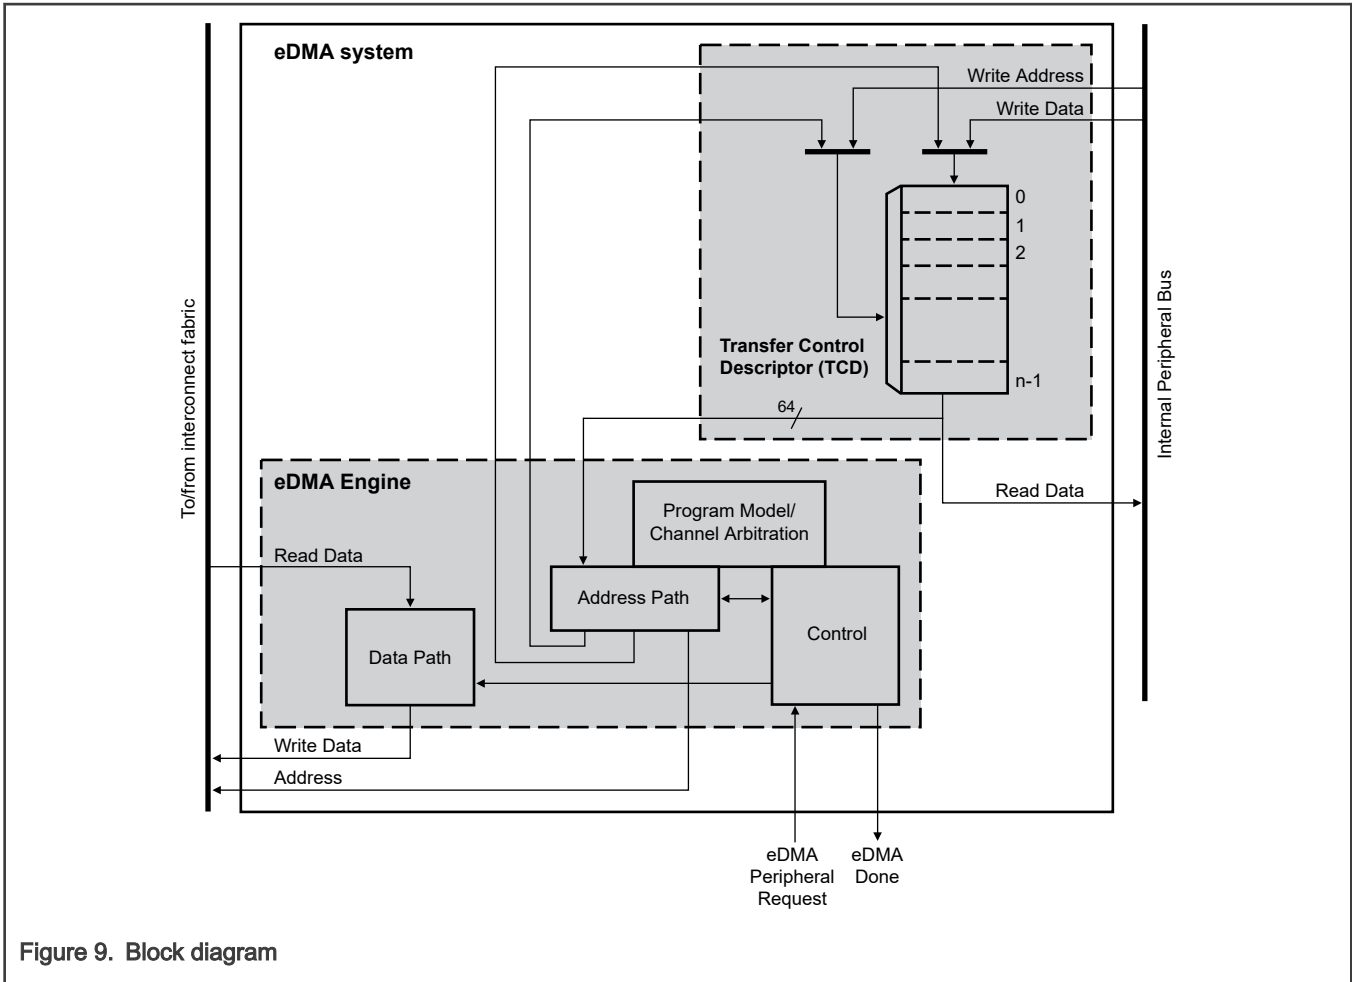 eDMA system
Write Address
Write Data
0
1
2
Transfer Control
Descriptor (TCD)
n-1
64
To/from interconnect fabric
Internal Peripheral Bus
eDMA Engine
Read Data
Program Model/
Channel Arbitration
Read Data
Address Path
Control
Data Path
Write Data
Address
eDMA
Peripheral
Request
eDMA
Done
Figure 9. Block diagram